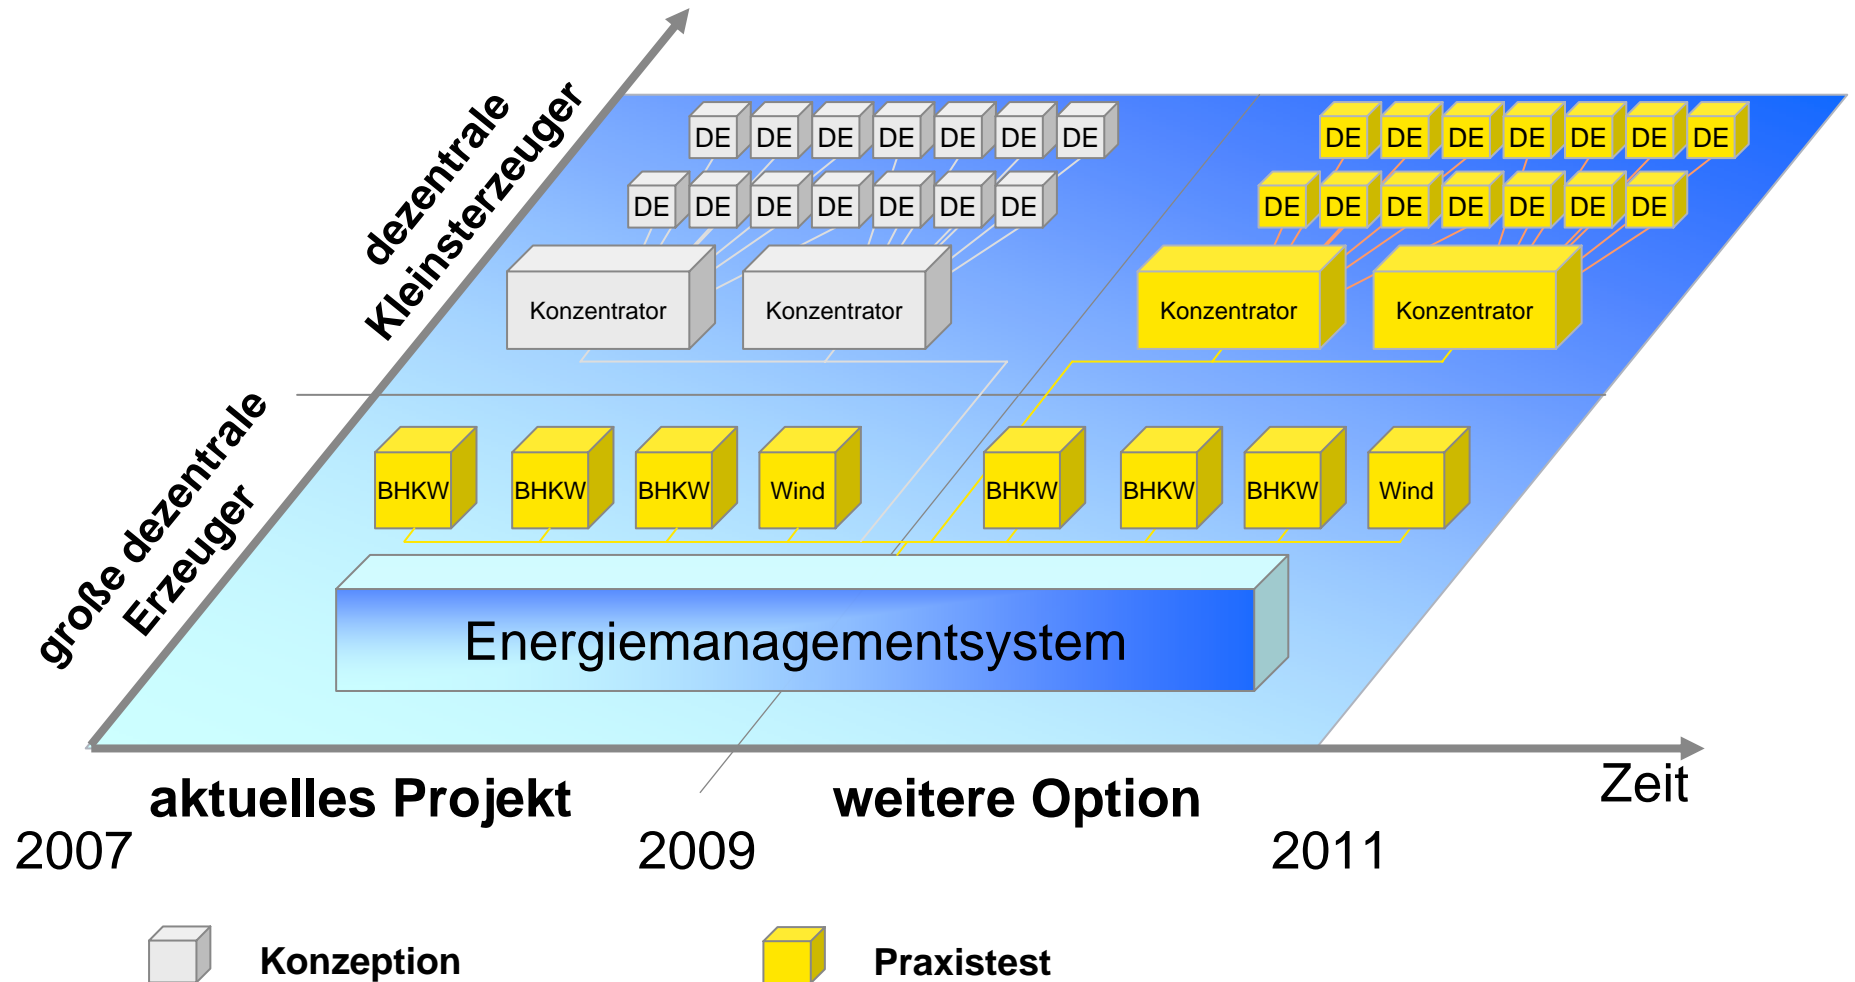 dezentrale
Kleinsterzeuger
DE DE DE DE DE DE DE
DE DE DE DE DE DE DE
DE DE DE DE DE DE DE
DE DE DE DE DE DE DE
Konzentrator Konzentrator
Konzentrator Konzentrator
große dezentrale
Erzeuger
BHKW BHKW BHKW Wind
BHKW BHKW BHKW Wind
Energiemanagementsystem
aktuelles Projekt
weitere Option
Zeit
2007
2009
2011
Konzeption
Praxistest